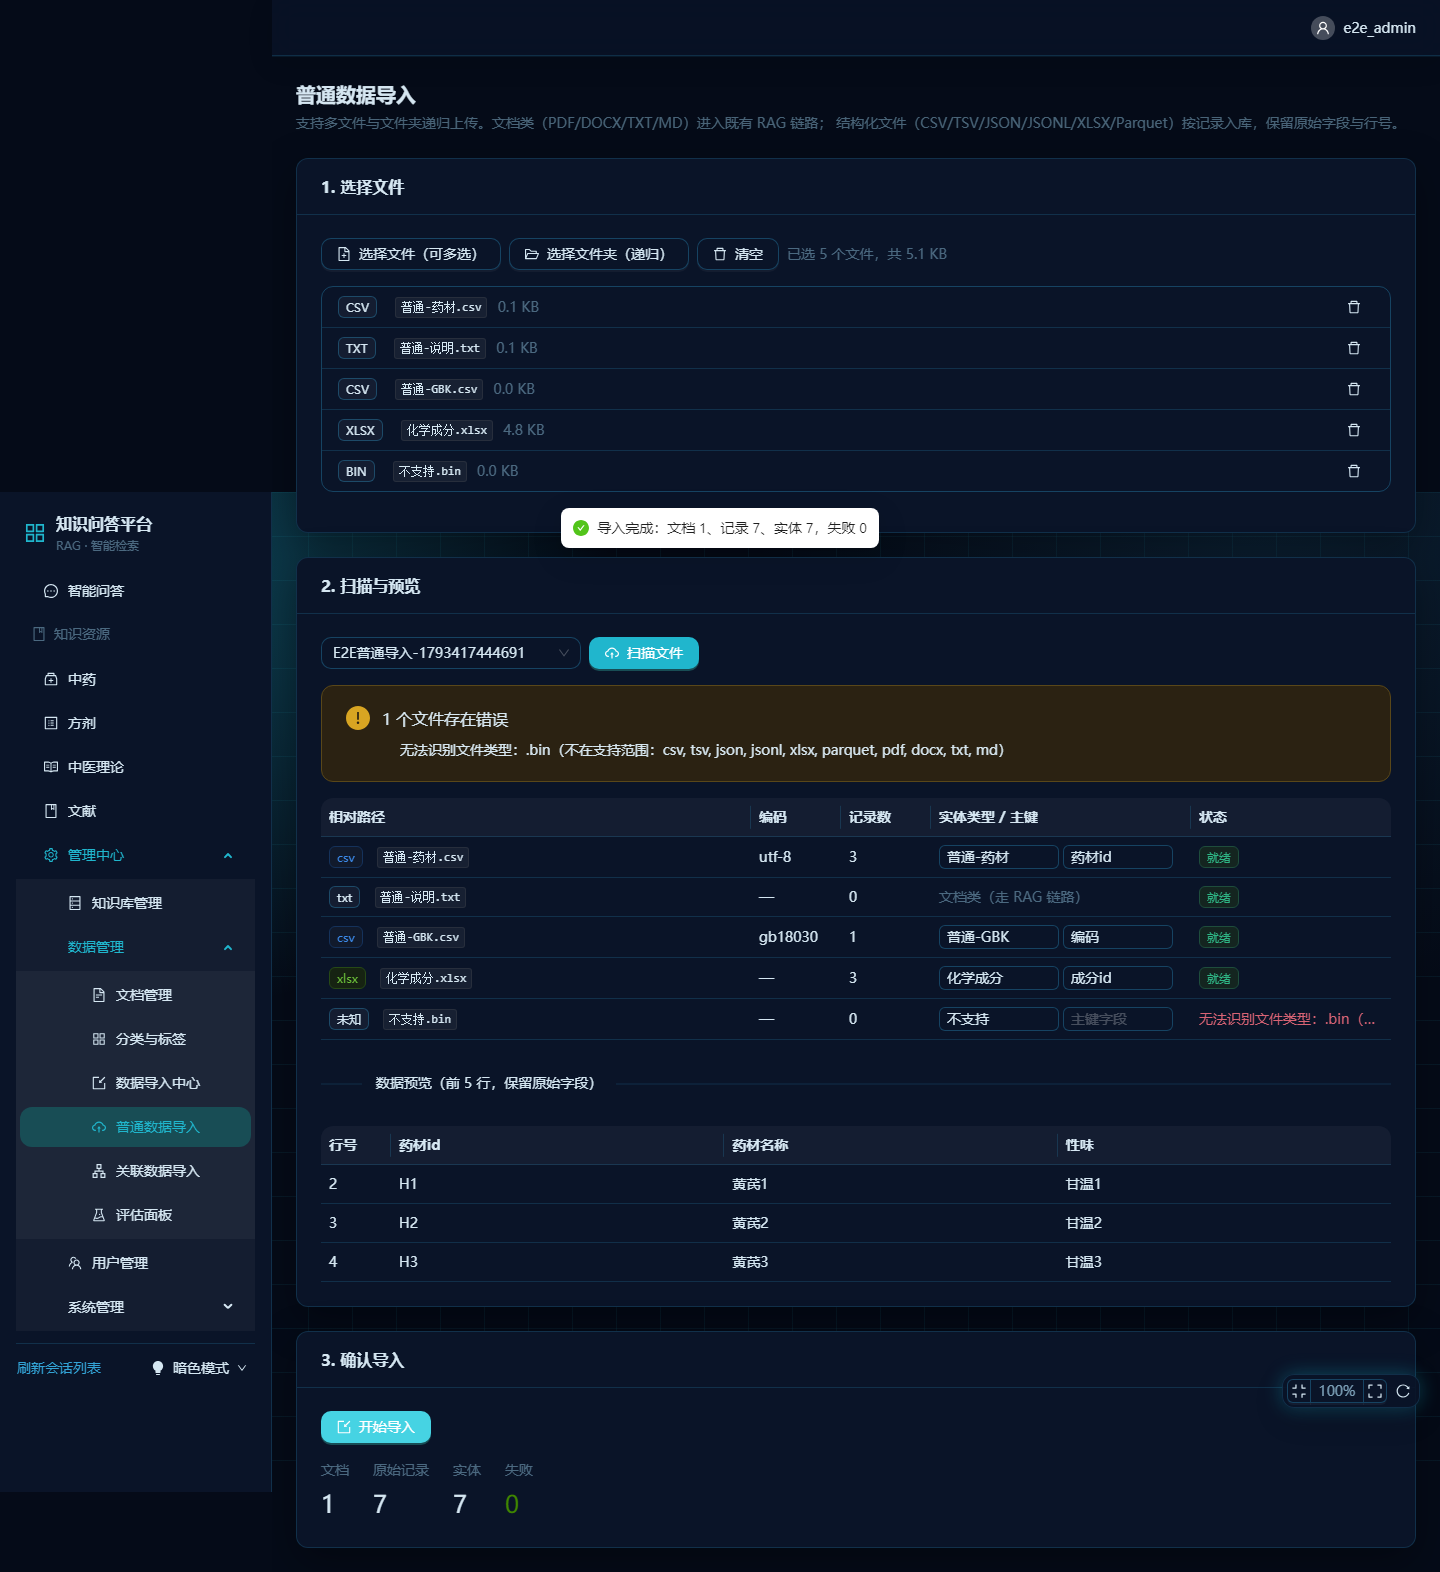 e2e_admin
普通数据导入
支持多文件与文件夹递归上传。文档类（PDF/DOCX/TXT/MD）进入既有 RAG 链路； 结构化文件（CSV/TSV/JSON/JSONL/XLSX/Parquet）按记录入库，保留原始字段与行号。
1. 选择文件
选择文件（可多选） 选择文件夹（递归） 清空 已选 5 个文件，共 5.1 KB
CSV 普通-药材.csv 0.1 KB
TXT 普通-说明.txt 0.1 KB
CSV 普通-GBK.csv 0.0 KB
XLSX 化学成分.xlsx 4.8 KB
BIN 不支持.bin 0.0 KB
导入完成：文档 1、记录 7、实体 7，失败 0
知识问答平台
RAG · 智能检索
智能问答
知识资源
中药
方剂
中医理论
文献
管理中心
知识库管理
数据管理
文档管理
分类与标签
数据导入中心
普通数据导入
关联数据导入
评估面板
用户管理
系统管理
刷新会话列表 暗色模式
2. 扫描与预览
E2E普通导入-1793417444691 扫描文件
1 个文件存在错误
无法识别文件类型：.bin（不在支持范围：csv, tsv, json, jsonl, xlsx, parquet, pdf, docx, txt, md）
相对路径 编码 记录数 实体类型 / 主键 状态
csv 普通-药材.csv utf-8 3 普通-药材 药材id 就绪
txt 普通-说明.txt — 0 文档类（走 RAG 链路） 就绪
csv 普通-GBK.csv gb18030 1 普通-GBK 编码 就绪
xlsx 化学成分.xlsx — 3 化学成分 成分id 就绪
未知 不支持.bin — 0 不支持 主键字段 无法识别文件类型：.bin（...
数据预览（前 5 行，保留原始字段）
行号 药材id 药材名称 性味
2 H1 黄芪1 甘温1
3 H2 黄芪2 甘温2
4 H3 黄芪3 甘温3
3. 确认导入
100%
开始导入
文档 原始记录 实体 失败
1 7 7 0